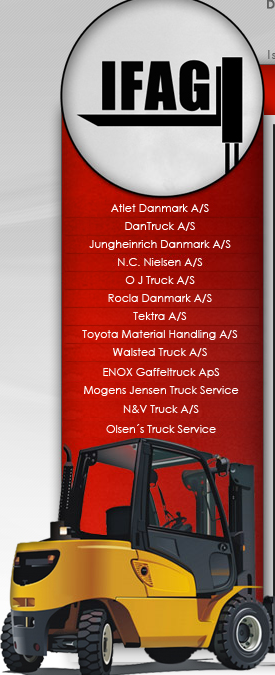 D
Is
IFAG
Atlet Danmark A/S
DanTruck A/S
Jungheinrich Danmark A/S
N.C. Nielsen A/S
O J Truck A/S
Rocla Danmark A/S
Tektra A/S
Toyota Material Handling A/S
Walsted Truck A/S
ENOX Gaffeltruck ApS
Mogens Jensen Truck Service
N&V Truck A/S
Olsen´s Truck Service